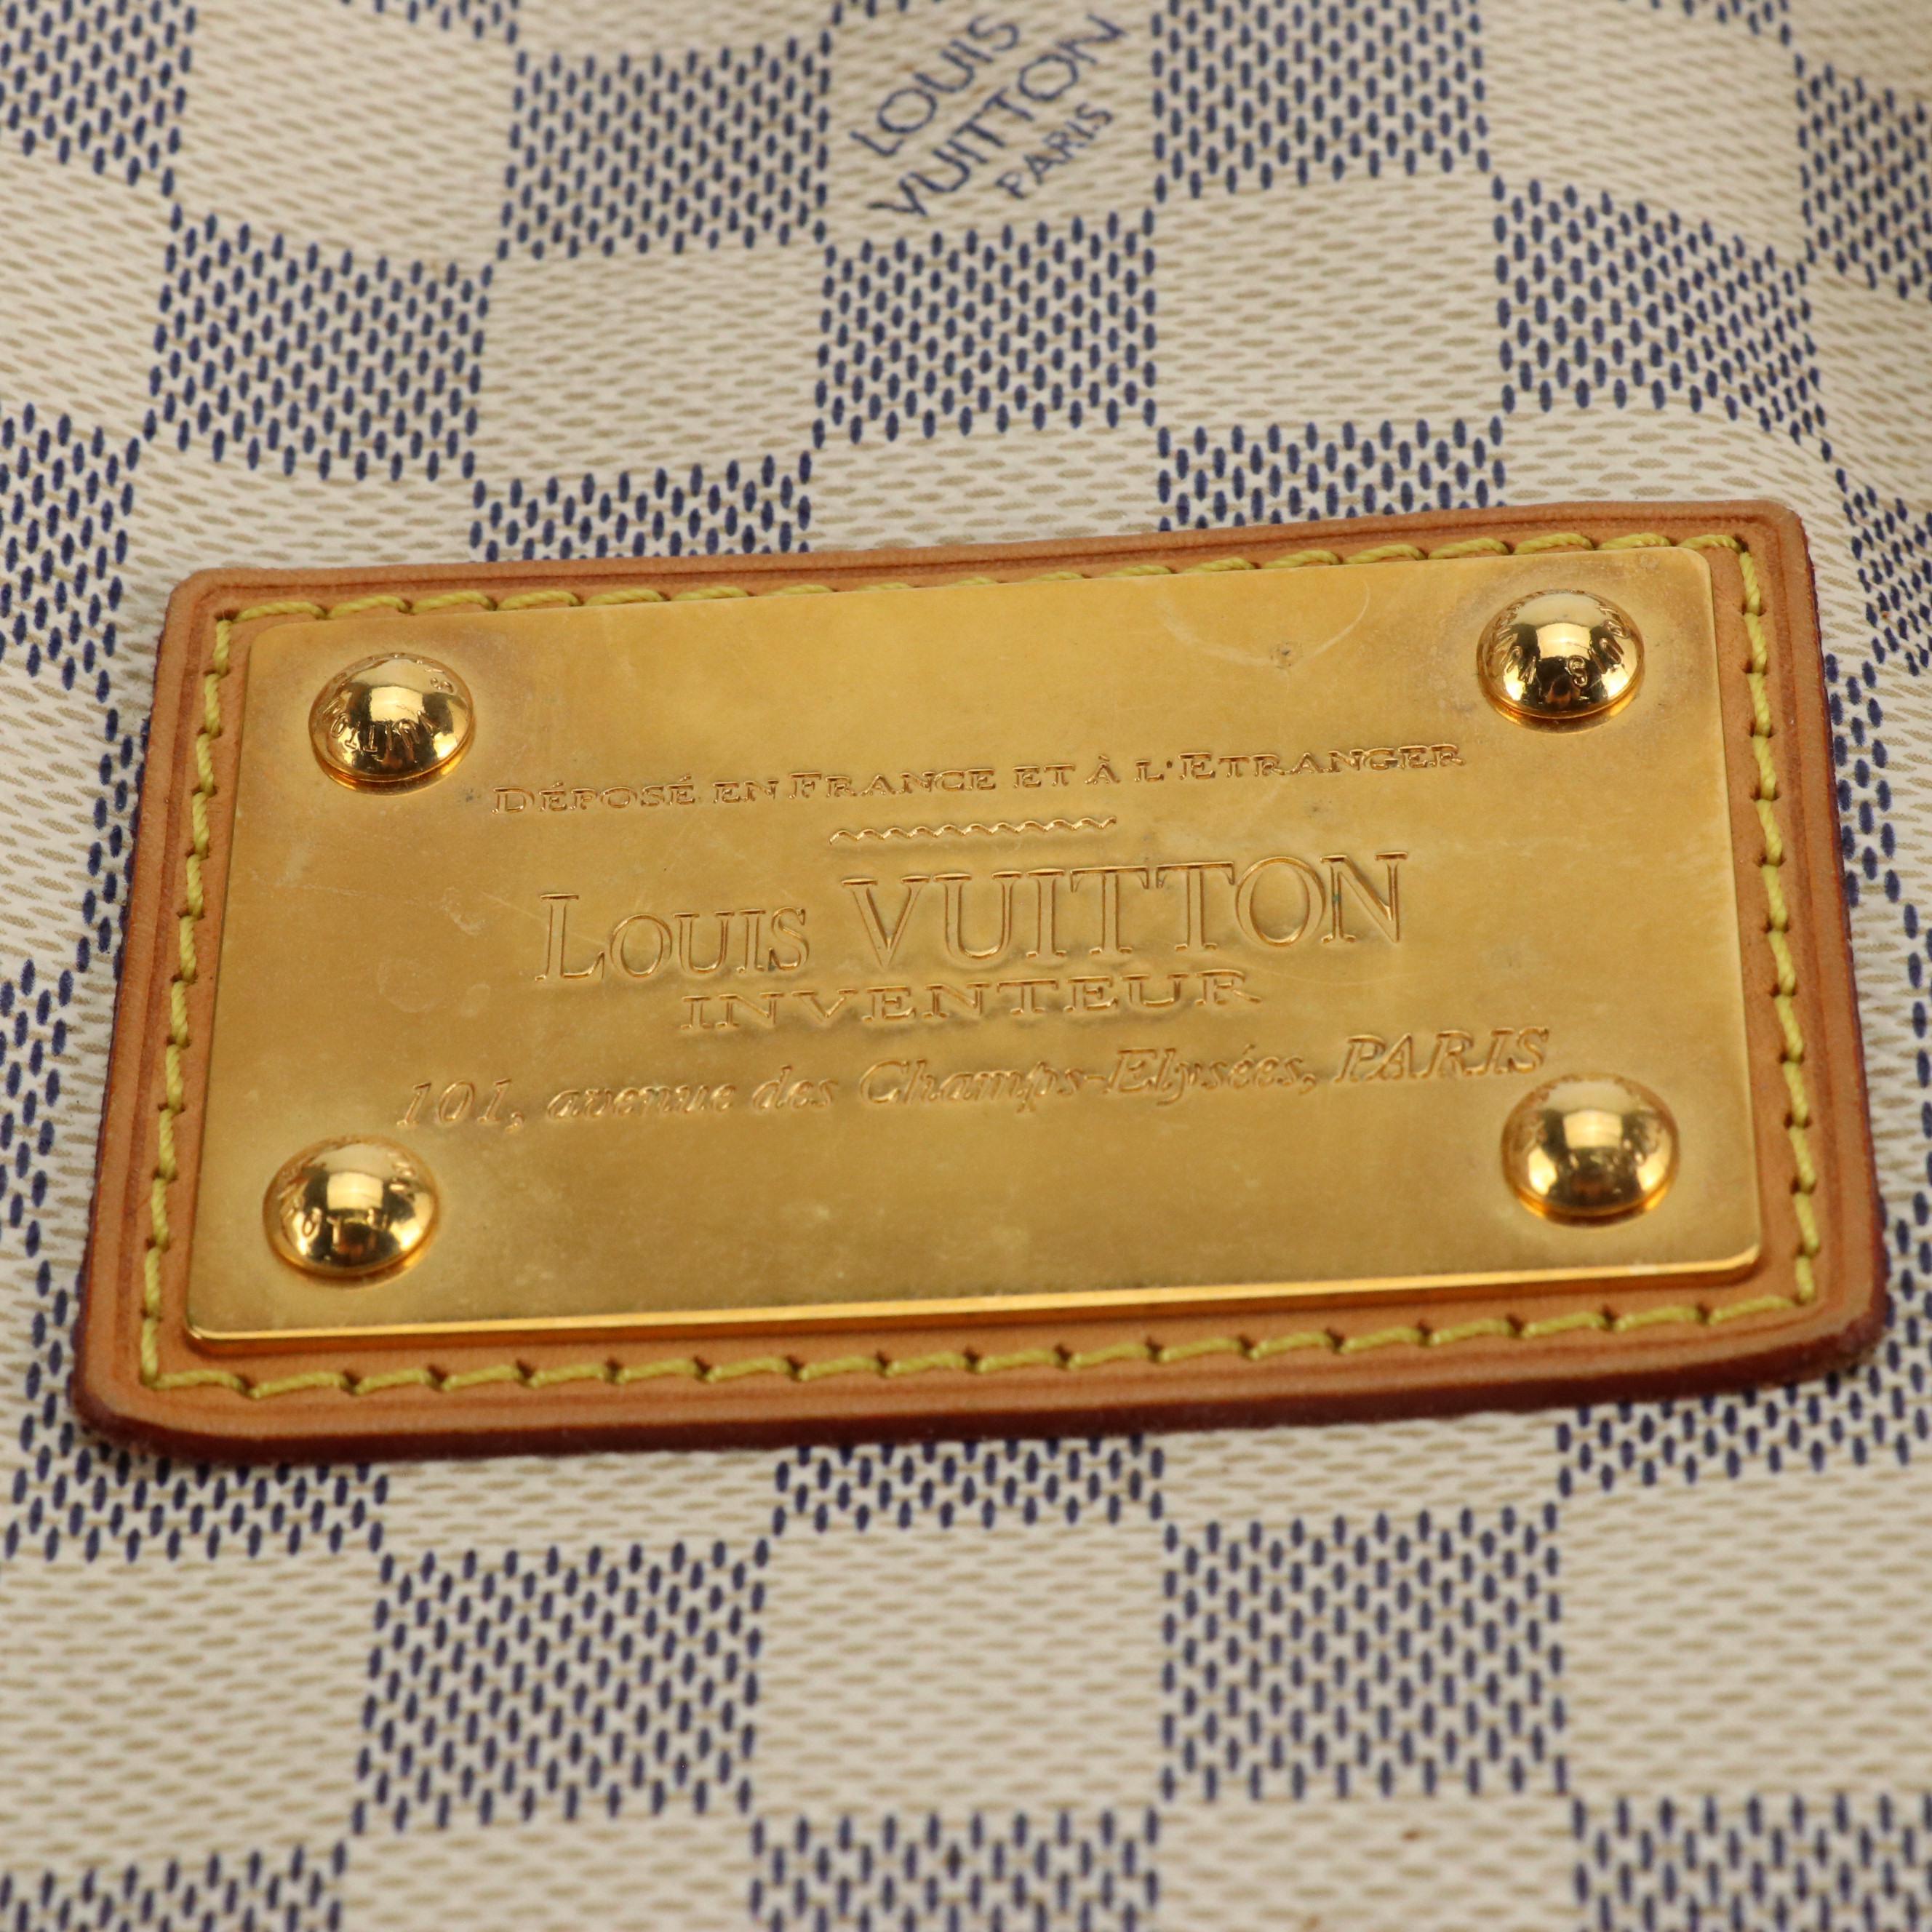 LOUIS
VUITTON
PARIS
DÉPOSÉ EN FRANCE ET À L'ETRANGER
LOUIS VUITTON
INVENTEUR
101, avenue des Champs-Elysées, PARIS